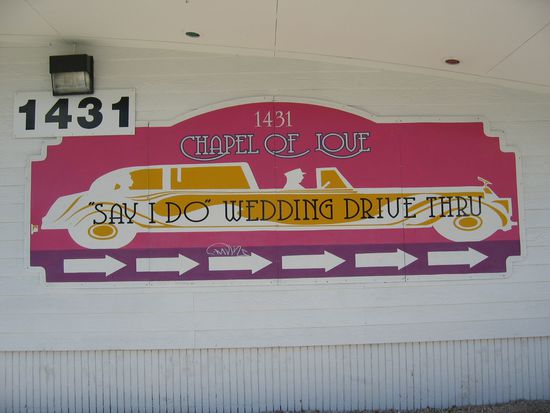 1431
1431
CHAPEL OF LOVE
"SAY I DO" WEDDING DRIVE THRU